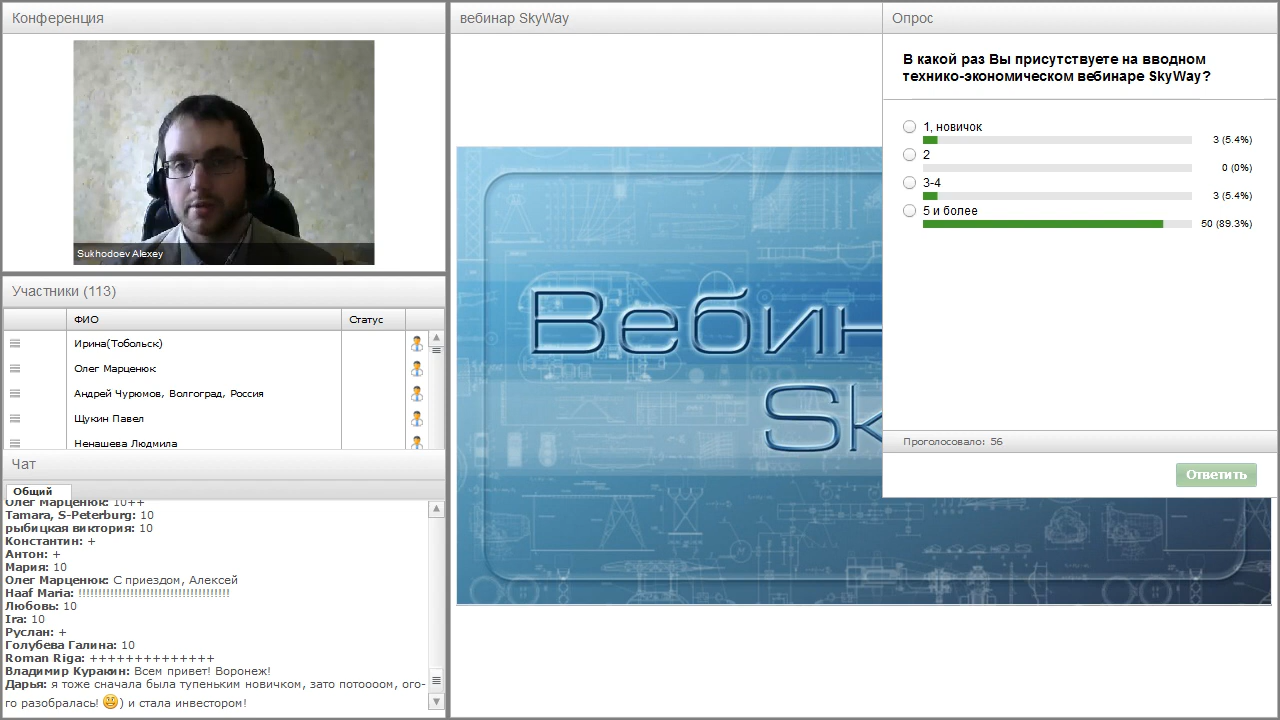 Конференция
Sukhodoev Alexey
Участники (113)
ФИО Статус
Ирина(Тобольск)
Олег Марценюк
Андрей Чурюмов, Волгоград, Россия
Щукин Павел
Ненашева Людмила
Чат
Общий
Олег Марценюк: 10++
Tamara, S-Peterburg: 10
рыбицкая виктория: 10
Константин: +
Антон: +
Мария: 10
Олег Марценюк: С приездом, Алексей
Haaf Maria: !!!!!!!!!!!!!!!!!!!!!!!!!!!!!!!!!!!!!!
Любовь: 10
Ira: 10
Руслан: +
Голубева Галина: 10
Roman Riga: ++++++++++++++
Владимир Куракин: Всем привет! Воронеж!
Дарья: я тоже сначала была тупеньким новичком, зато потоооом, ого-
го разобралась! 😀) и стала инвестором!
вебинар SkyWay
Вебин
Sk
Опрос
В какой раз Вы присутствуете на вводном
технико-экономическом вебинаре SkyWay?
1, новичок
3 (5.4%)
2
0 (0%)
3-4
3 (5.4%)
5 и более
50 (89.3%)
Проголосовало: 56
Ответить